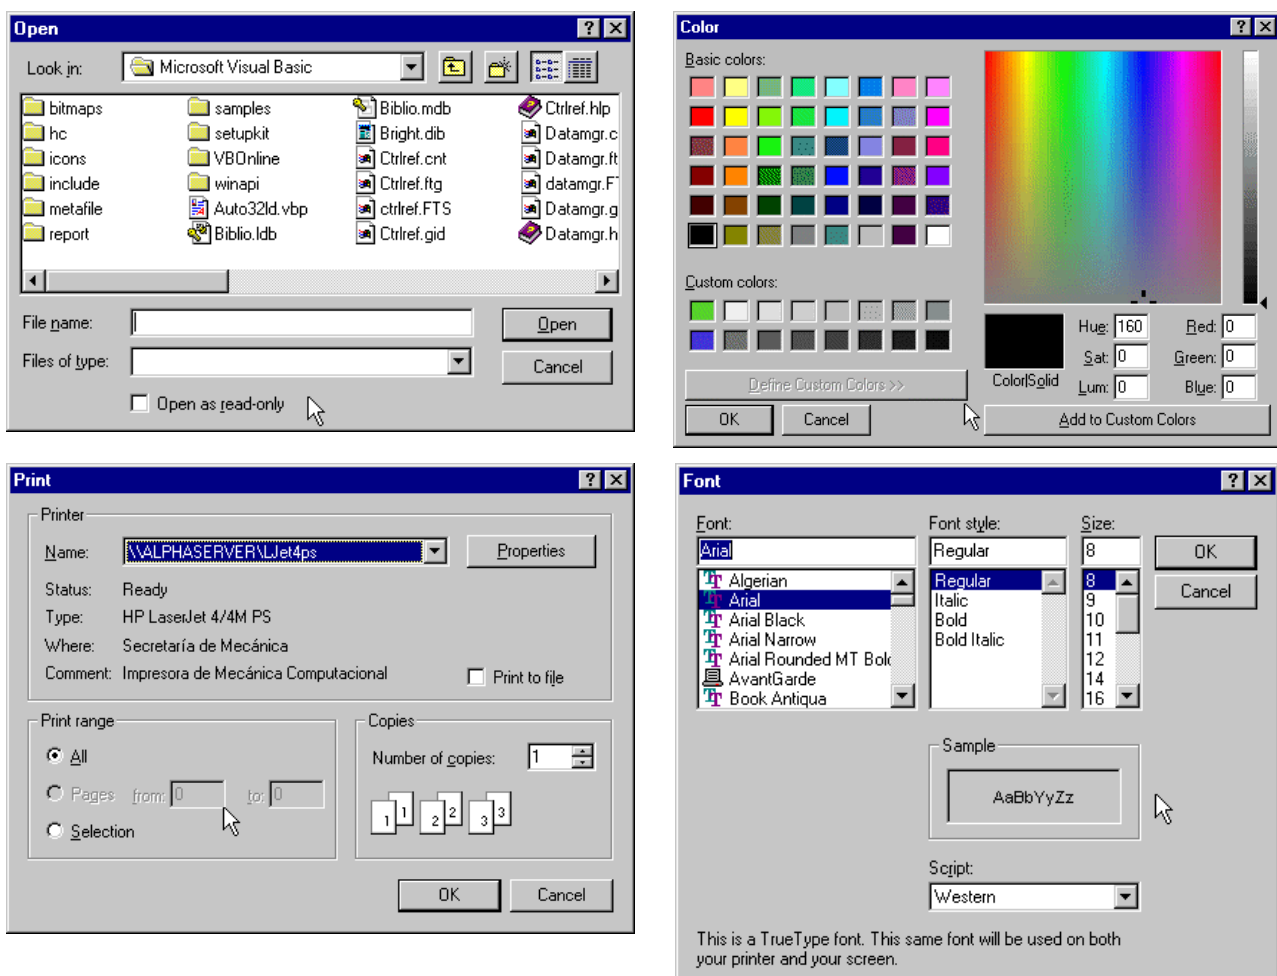 Open
Look in: Microsoft Visual Basic
bitmaps samples Biblio.mdb Ctrlref.hlp
hc setupkit Bright.dib Datamgr.c
icons VBOnline Ctrlref.cnt Datamgr.ft
include winapi Ctrlref.ftg datamgr.FT
metafile Auto32ld.vbp ctrlref.FTS Datamgr.g
report Biblio.ldb Ctrlref.gid Datamgr.h
File name: Open
Files of type: Cancel
Open as read-only
Color
Basic colors:
Custom colors:
Define Custom Colors >>
OK Cancel
Color|Solid
Hue: 160 Red: 0
Sat: 0 Green: 0
Lum: 0 Blue: 0
Add to Custom Colors
Print
Printer
Name: \\ALPHASERVER\LJet4ps Properties
Status: Ready
Type: HP LaserJet 4/4M PS
Where: Secretaría de Mecánica
Comment: Impresora de Mecánica Computacional Print to file
Print range
All
Pages from: 0 to: 0
Selection
Copies
Number of copies: 1
1 1 2 2 3 3
OK Cancel
Font
Font: Font style: Size:
Arial Regular 8 OK
Algerian Regular 8 Cancel
Arial Italic 9
Arial Black Bold 10
Arial Narrow Bold Italic 11
Arial Rounded MT Bold 12
AvantGarde 14
Book Antiqua 16
Sample
AaBbYyZz
Script:
Western
This is a TrueType font. This same font will be used on both
your printer and your screen.